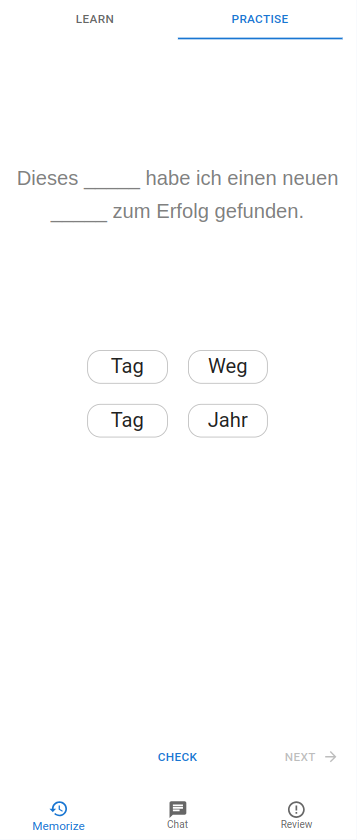 LEARN PRACTISE
Dieses _____ habe ich einen neuen
_____ zum Erfolg gefunden.
Tag Weg
Tag Jahr
CHECK NEXT
Memorize Chat Review